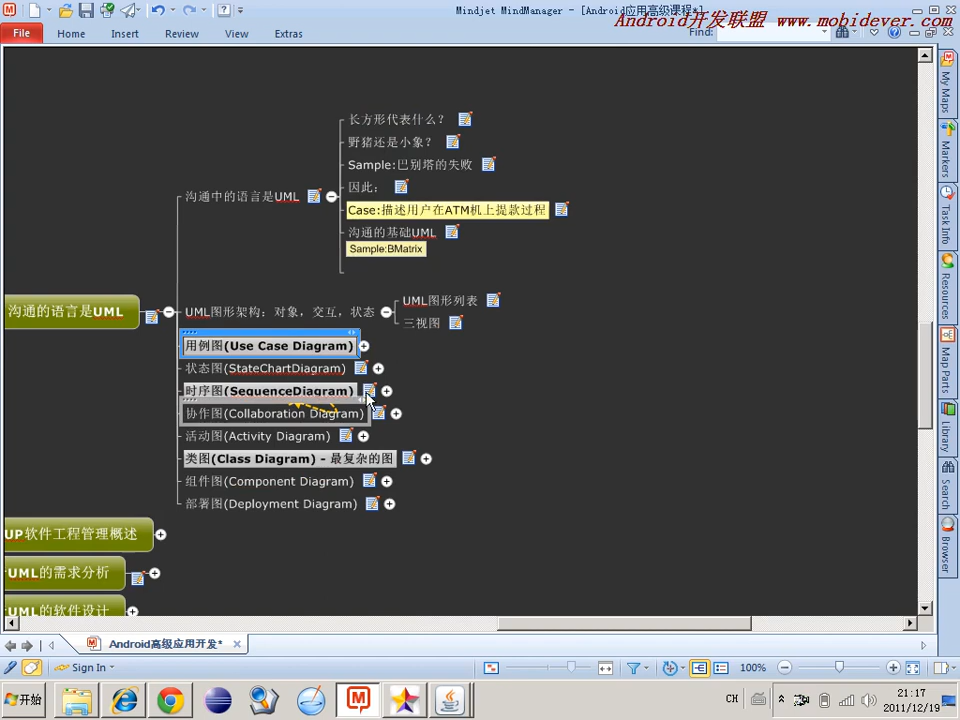 Mindjet MindManager - [Android应用高级课程*]
Android开发联盟 www.mobidever.com
File Home Insert Review View Extras Find:
长方形代表什么？
野猪还是小象？
Sample:巴别塔的失败
因此：
沟通中的语言是UML
Case:描述用户在ATM机上提款过程
沟通的基础UML
Sample:BMatrix
沟通的语言是UML
UML图形架构：对象，交互，状态
UML图形列表
三视图
用例图(Use Case Diagram)
状态图(StateChartDiagram)
时序图(SequenceDiagram)
协作图(Collaboration Diagram)
活动图(Activity Diagram)
类图(Class Diagram) - 最复杂的图
组件图(Component Diagram)
部署图(Deployment Diagram)
UP软件工程管理概述
UML的需求分析
UML的软件设计
My Maps
Markers
Task Info
Resources
Map Parts
Library
Search
Browser
Android高级应用开发*
Sign In
100%
开始
CH
21:17
2011/12/19